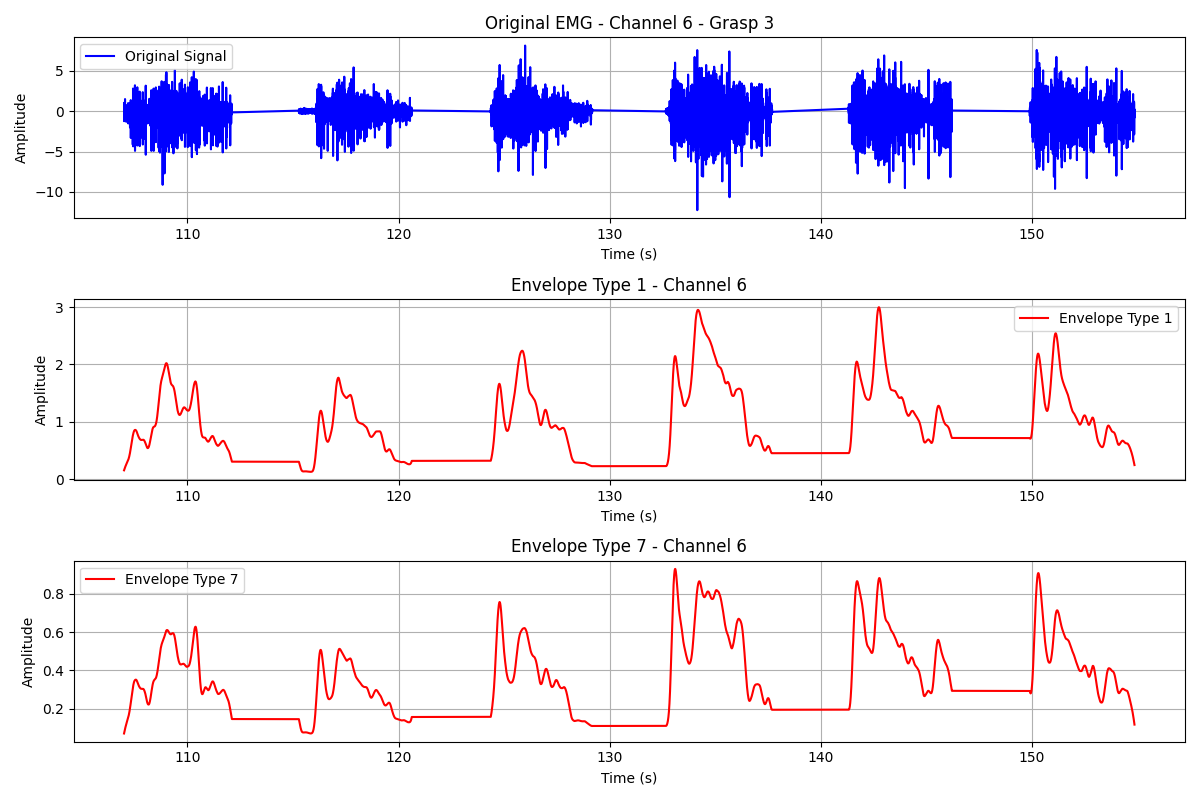 Original EMG - Channel 6 - Grasp 3
Original Signal
Amplitude
5
0
−5
−10
110 120 130 140 150
Time (s)
Envelope Type 1 - Channel 6
Envelope Type 1
Amplitude
3
2
1
0
110 120 130 140 150
Time (s)
Envelope Type 7 - Channel 6
Envelope Type 7
Amplitude
0.8
0.6
0.4
0.2
110 120 130 140 150
Time (s)